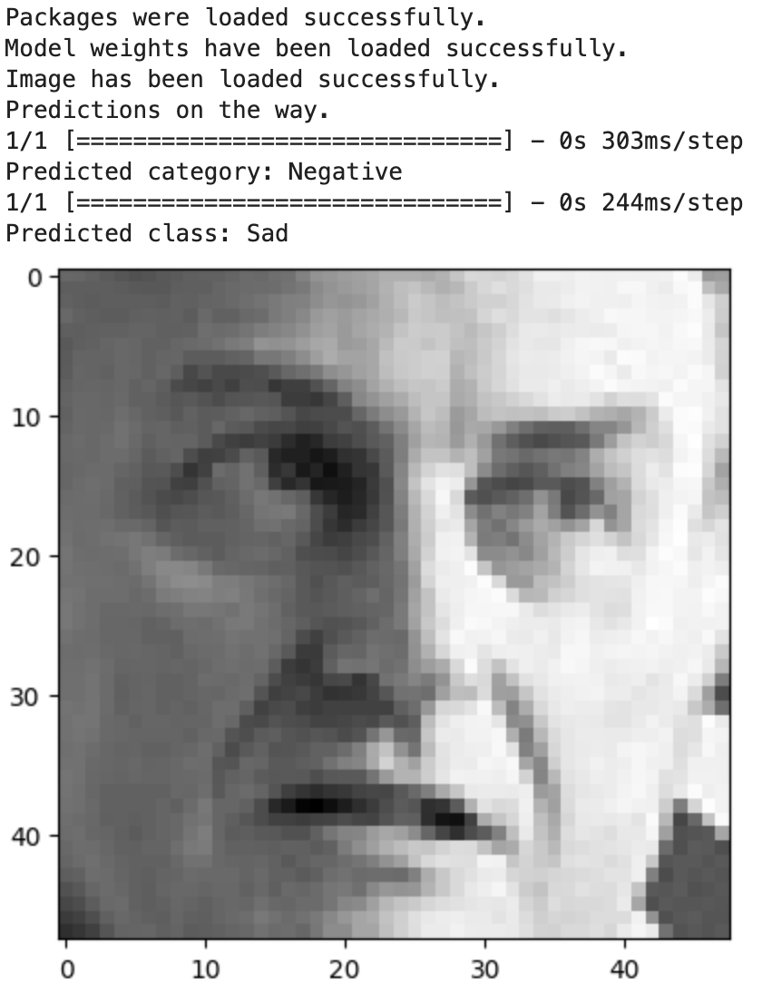 Packages were loaded successfully.
Model weights have been loaded successfully.
Image has been loaded successfully.
Predictions on the way.
1/1 [==============================] - 0s 303ms/step
Predicted category: Negative
1/1 [==============================] - 0s 244ms/step
Predicted class: Sad
0
10
20
30
40
0 10 20 30 40